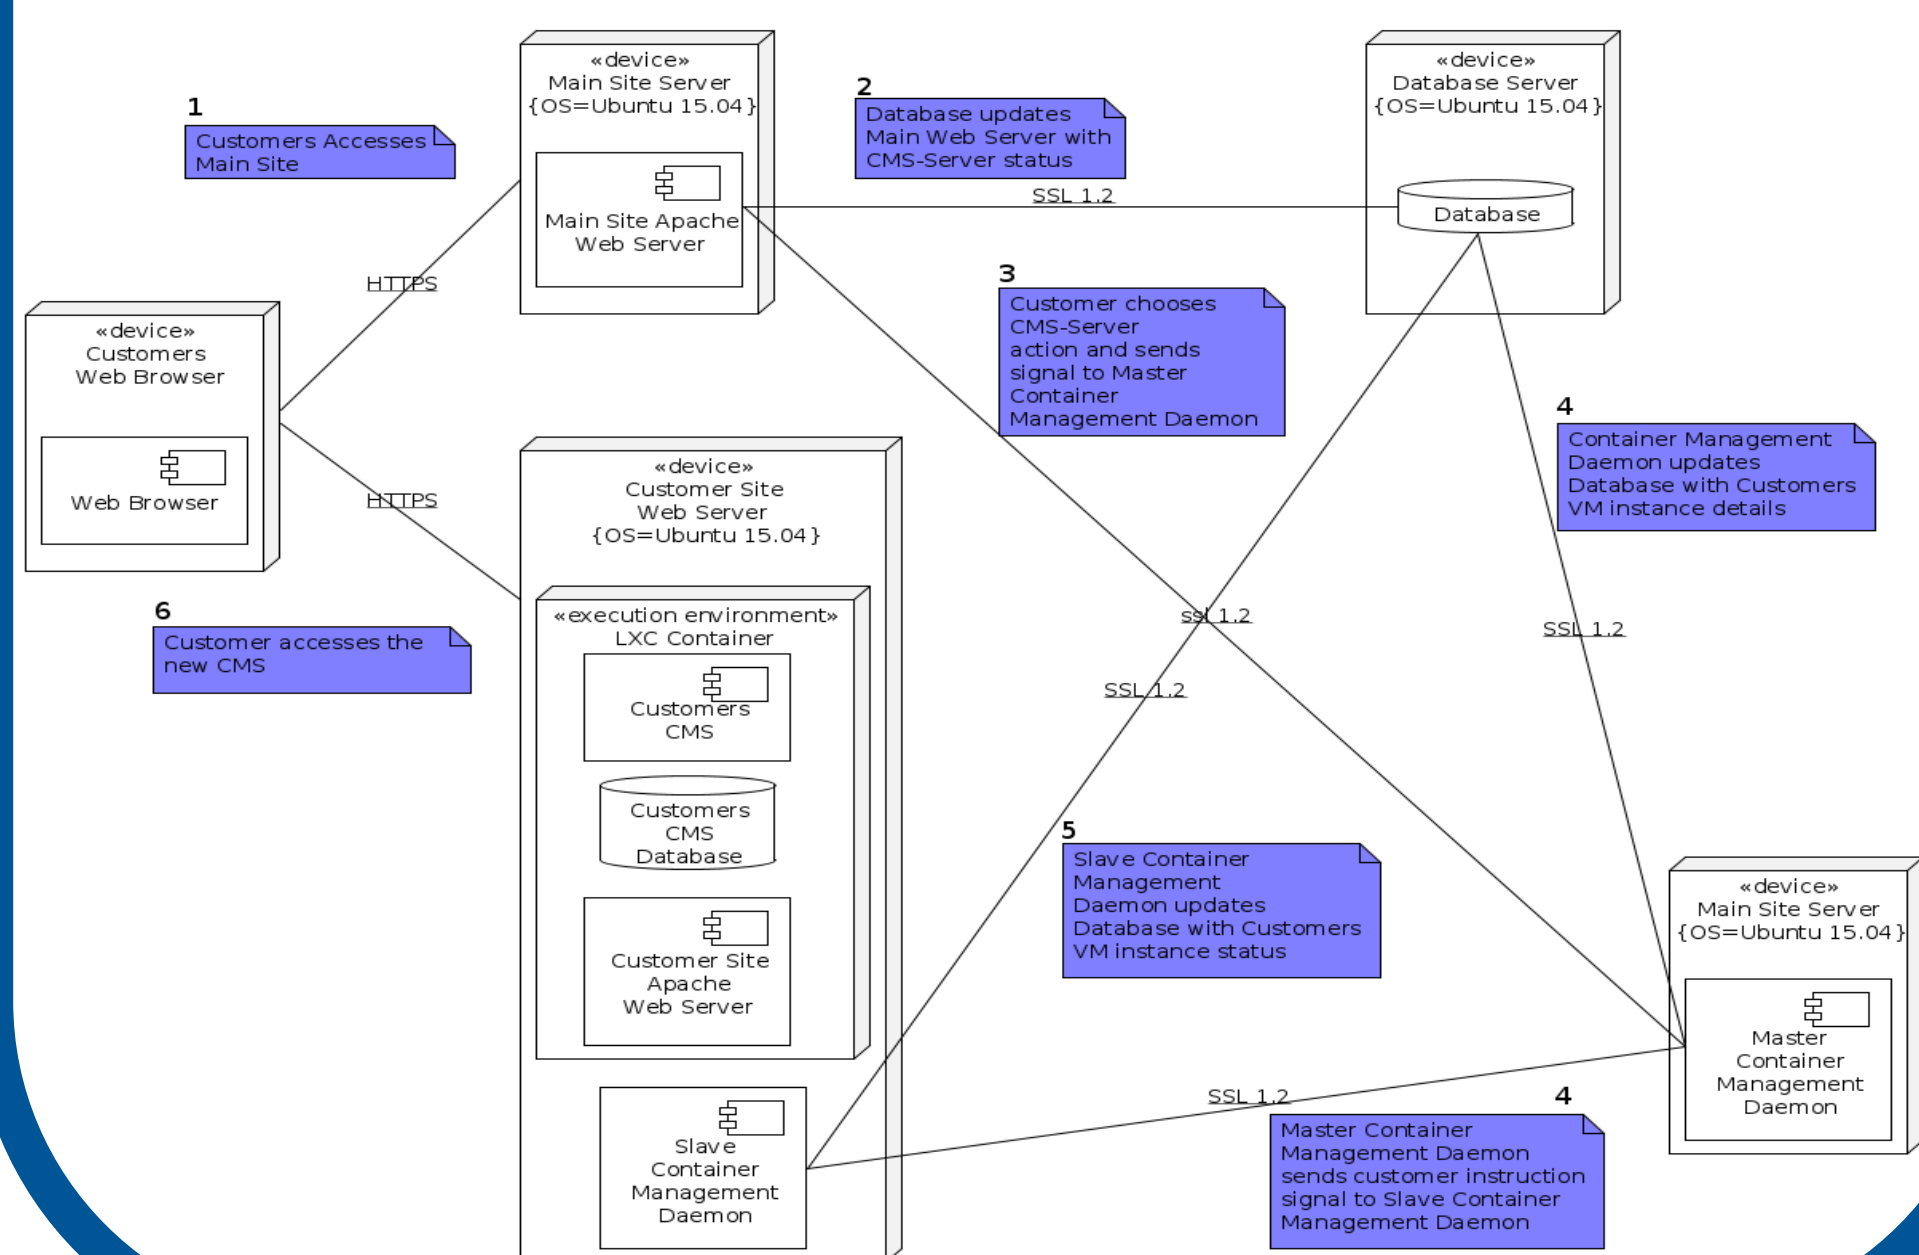 «device»
Main Site Server
{OS=Ubuntu 15.04}
Main Site Apache
Web Server
«device»
Database Server
{OS=Ubuntu 15.04}
Database
1
Customers Accesses
Main Site
2
Database updates
Main Web Server with
CMS-Server status
SSL 1.2
HTTPS
3
Customer chooses
CMS-Server
action and sends
signal to Master
Container
Management Daemon
«device»
Customers
Web Browser
Web Browser
HTTPS
4
Container Management
Daemon updates
Database with Customers
VM instance details
«device»
Customer Site
Web Server
{OS=Ubuntu 15.04}
«execution environment»
LXC Container
Customers
CMS
Customers
CMS
Database
Customer Site
Apache
Web Server
Slave
Container
Management
Daemon
6
Customer accesses the
new CMS
ssl 1.2
SSL 1.2
SSL 1.2
5
Slave Container
Management
Daemon updates
Database with Customers
VM instance status
«device»
Main Site Server
{OS=Ubuntu 15.04}
Master
Container
Management
Daemon
SSL 1.2
4
Master Container
Management Daemon
sends customer instruction
signal to Slave Container
Management Daemon